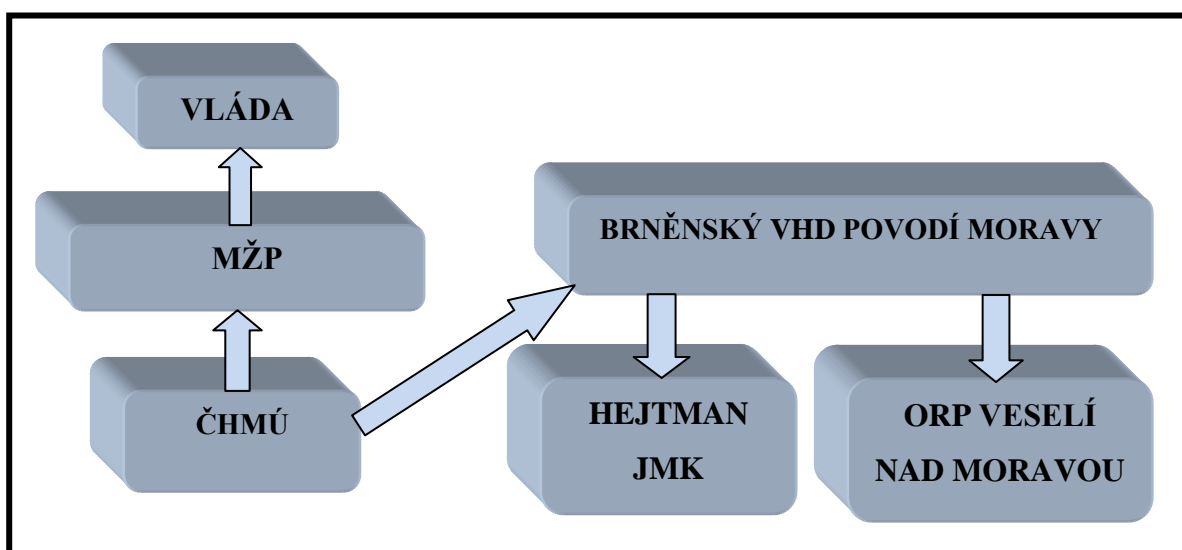 VLÁDA
MŽP
ČHMÚ
BRNĚNSKÝ VHD POVODÍ MORAVY
HEJTMAN
JMK
ORP VESELÍ
NAD MORAVOU